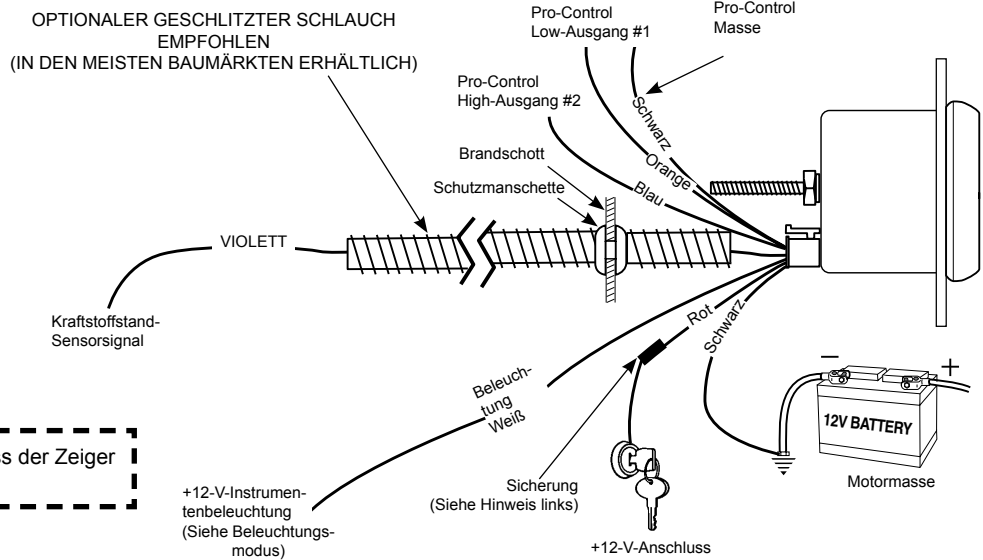 OPTIONALER GESCHLITZTER SCHLAUCH
EMPFOHLEN
(IN DEN MEISTEN BAUMÄRKTEN ERHÄLTLICH)
Pro-Control
Low-Ausgang #1
Pro-Control
Masse
Pro-Control
High-Ausgang #2
Schwarz
Orange
Blau
Brandschott
Schutzmanschette
VIOLETT
Kraftstoffstand-
Sensorsignal
Rot
Schwarz
Beleuch-
tung
Weiß
– +
12V BATTERY
Motormasse
ss der Zeiger
+12-V-Instrumen-
tenbeleuchtung
(Siehe Beleuchtungs-
modus)
Sicherung
(Siehe Hinweis links)
+12-V-Anschluss